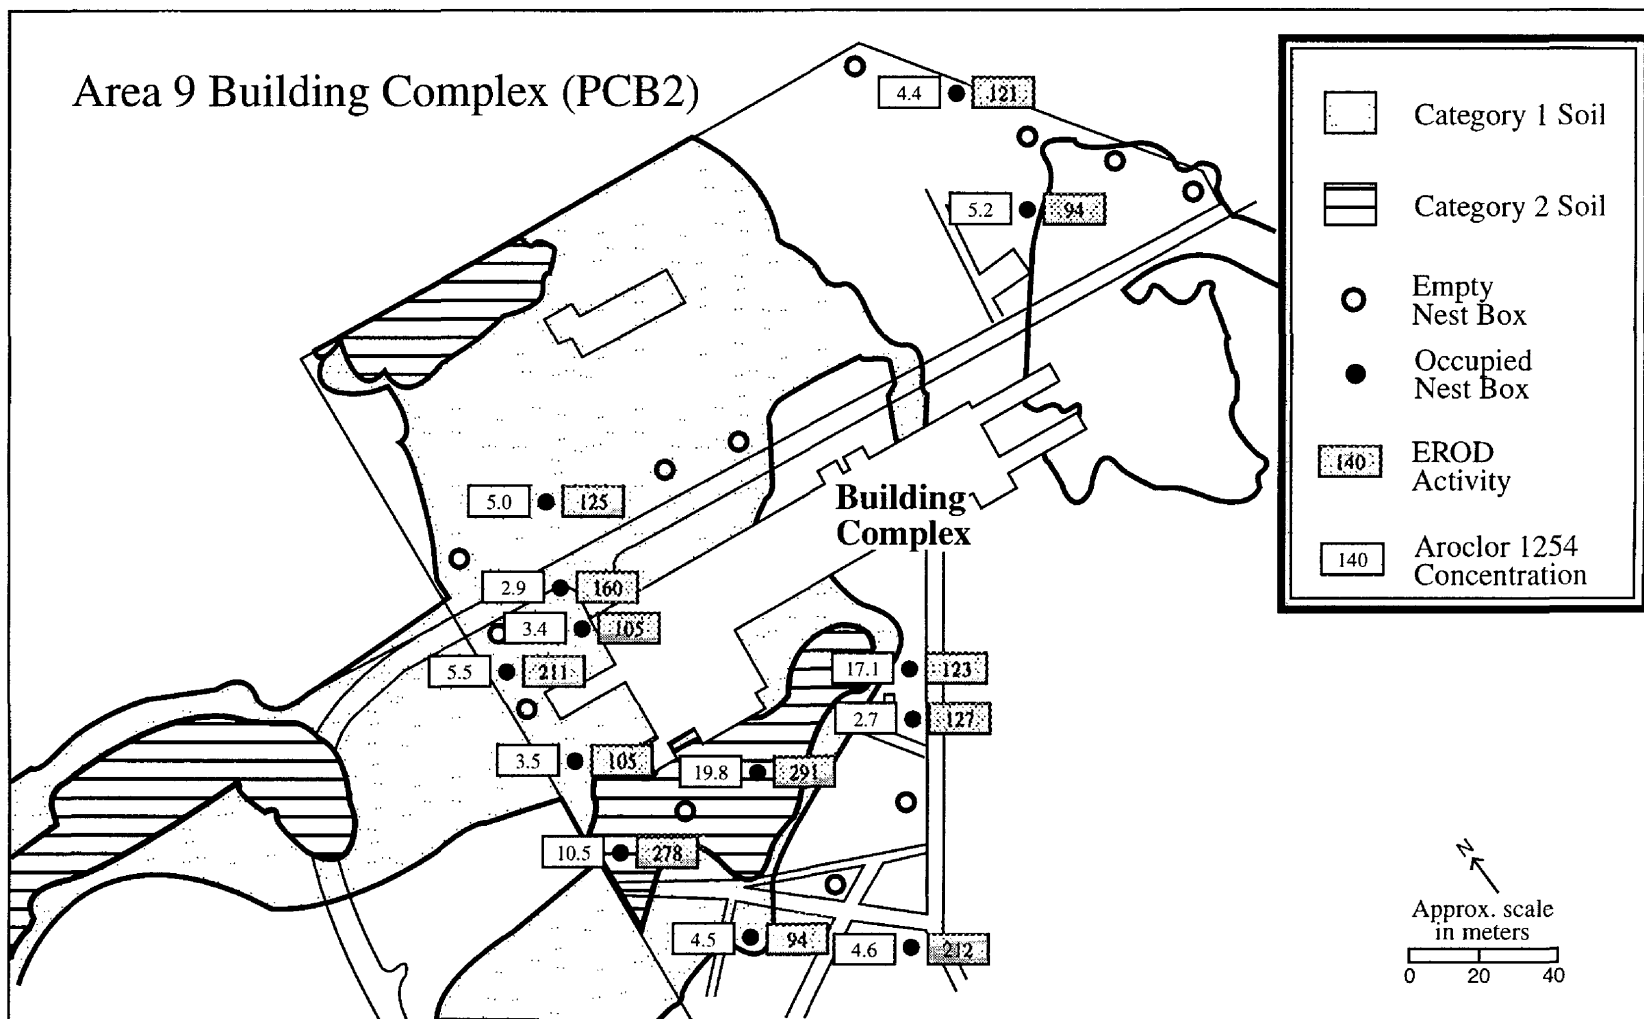 Area 9 Building Complex (PCB2)
4.4 121
5.2 94
5.0 125
2.9 160
3.4 105
5.5 211
3.5 105
10.5 278
19.8 291
17.1 123
2.7 127
4.5 94
4.6 212
Building
Complex
Category 1 Soil
Category 2 Soil
Empty
Nest Box
Occupied
Nest Box
140 EROD
Activity
140 Aroclor 1254
Concentration
N
Approx. scale
in meters
0 20 40